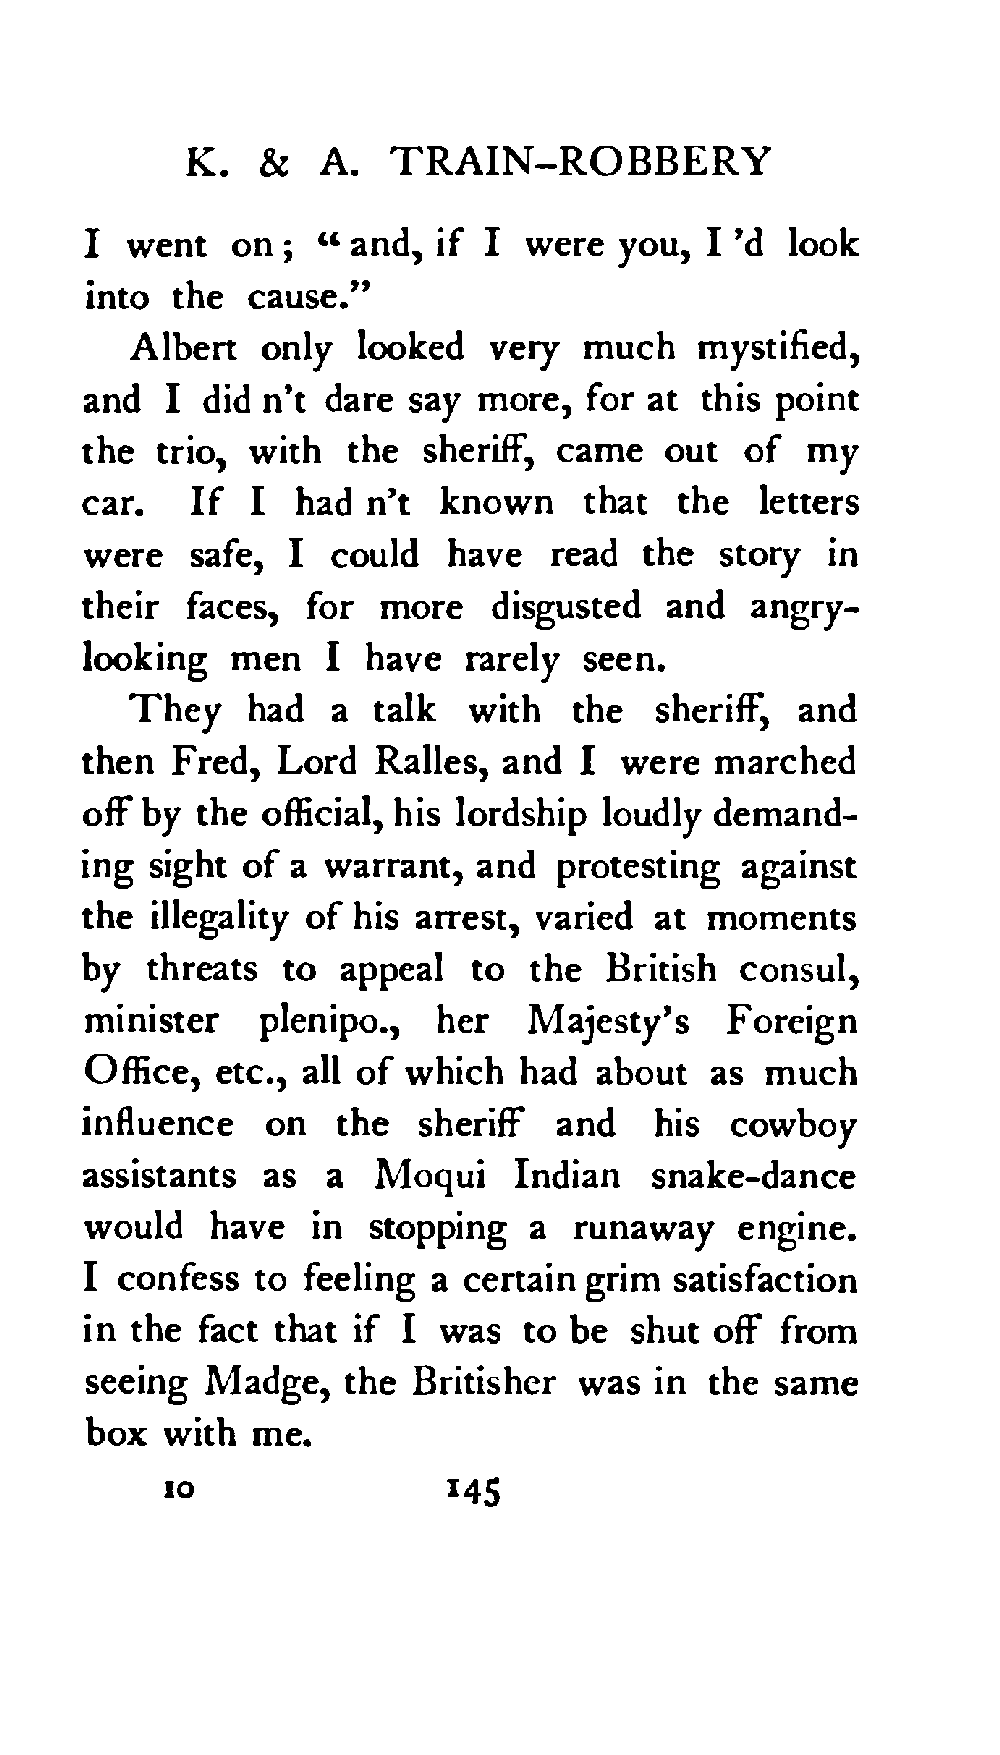 K. & A. TRAIN-ROBBERY
I went on; " and, if I were you, I 'd look
into the cause."
Albert only looked very much mystified,
and I did n't dare say more, for at this point
the trio, with the sheriff, came out of my
car. If I had n't known that the letters
were safe, I could have read the story in
their faces, for more disgusted and angry-
looking men I have rarely seen.
They had a talk with the sheriff, and
then Fred, Lord Ralles, and I were marched
off by the official, his lordship loudly demand-
ing sight of a warrant, and protesting against
the illegality of his arrest, varied at moments
by threats to appeal to the British consul,
minister plenipo., her Majesty's Foreign
Office, etc., all of which had about as much
influence on the sheriff and his cowboy
assistants as a Moqui Indian snake-dance
would have in stopping a runaway engine.
I confess to feeling a certain grim satisfaction
in the fact that if I was to be shut off from
seeing Madge, the Britisher was in the same
box with me.
10 145